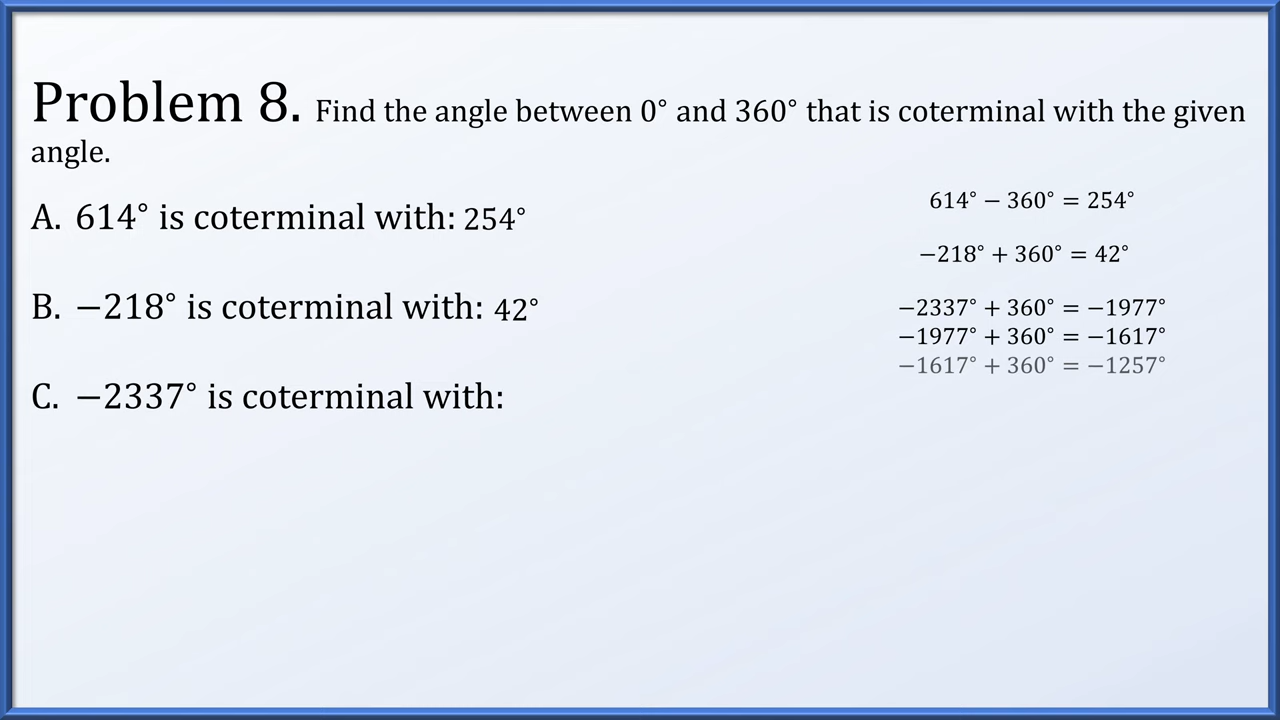 Problem 8. Find the angle between 0° and 360° that is coterminal with the given
angle.
A. 614° is coterminal with: 254°
B. −218° is coterminal with: 42°
C. −2337° is coterminal with:
614° − 360° = 254°
−218° + 360° = 42°
−2337° + 360° = −1977°
−1977° + 360° = −1617°
−1617° + 360° = −1257°